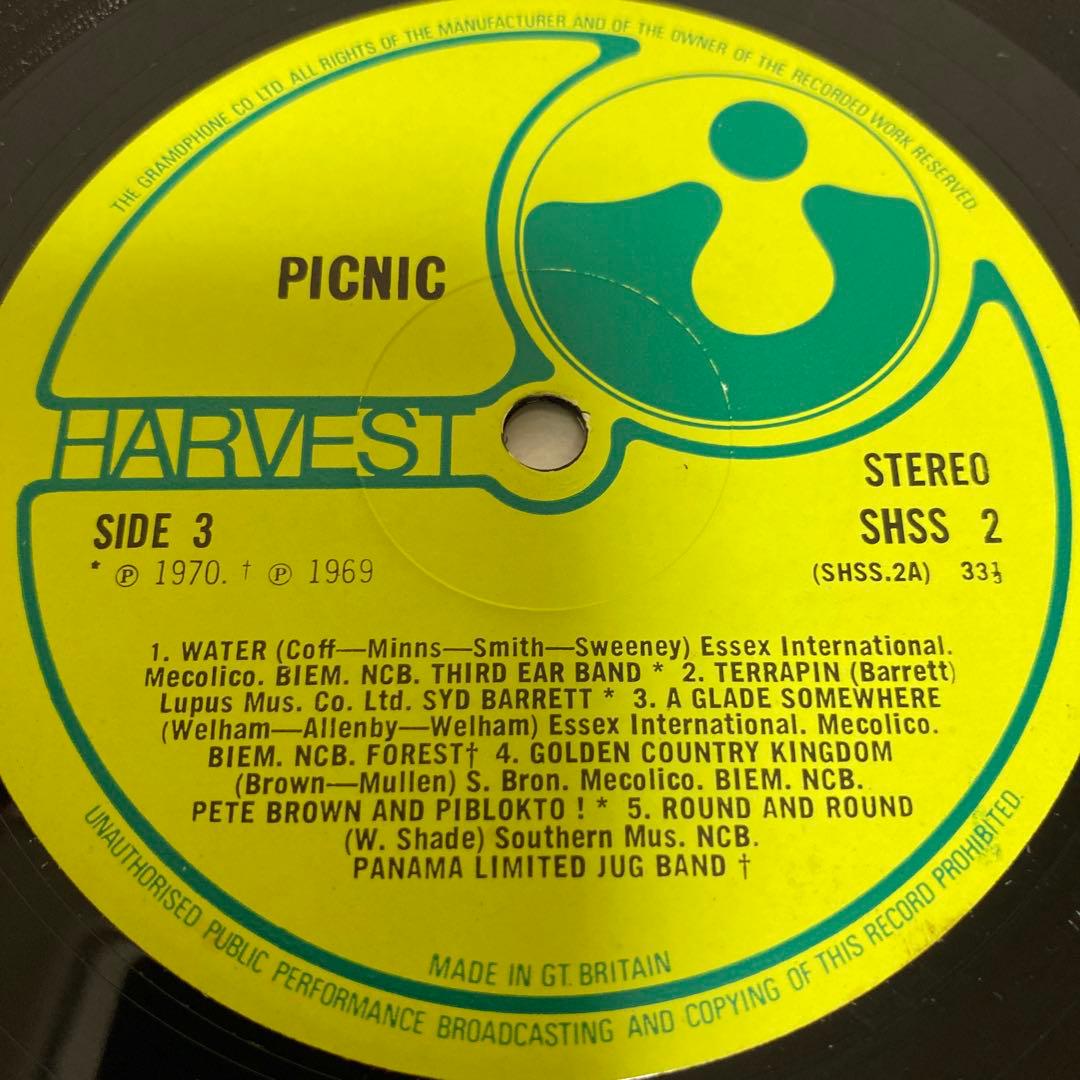 THE GRAMOPHONE CO LTD ALL RIGHTS OF THE MANUFACTURER AND OF THE OWNER OF THE RECORDED WORK RESERVED.
PICNIC
HARVEST
STEREO
SIDE 3
SHSS 2
* ℗ 1970. † ℗ 1969
(SHSS.2A) 33⅓
1. WATER (Coff—Minns—Smith—Sweeney) Essex International.
Mecolico. BIEM. NCB. THIRD EAR BAND * 2. TERRAPIN (Barrett)
Lupus Mus. Co. Ltd. SYD BARRETT * 3. A GLADE SOMEWHERE
(Welham—Allenby—Welham) Essex International. Mecolico.
BIEM. NCB. FOREST† 4. GOLDEN COUNTRY KINGDOM
(Brown—Mullen) S. Bron. Mecolico. BIEM. NCB.
PETE BROWN AND PIBLOKTO ! * 5. ROUND AND ROUND
(W. Shade) Southern Mus. NCB.
PANAMA LIMITED JUG BAND †
MADE IN GT. BRITAIN
UNAUTHORISED PUBLIC PERFORMANCE BROADCASTING AND COPYING OF THIS RECORD PROHIBITED.